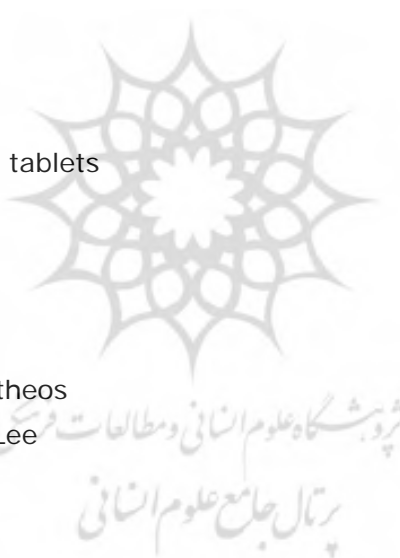 tablets
theos
پژوهشگاه علوم انسانی و مطالعات فرهنگی
Lee
پرتال جامع علوم انسانی